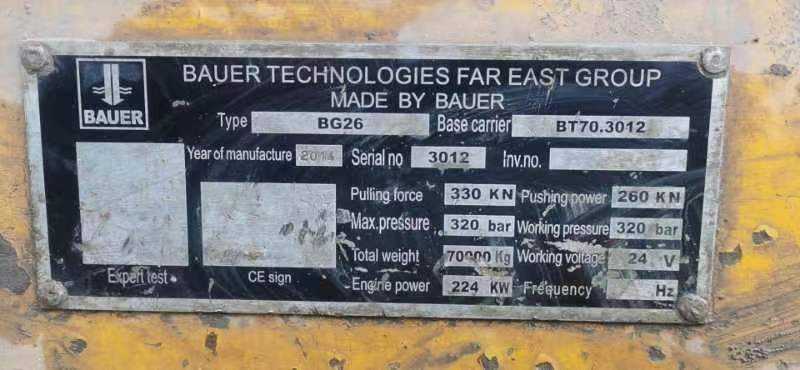 BAUER
BAUER TECHNOLOGIES FAR EAST GROUP
MADE BY BAUER
Type BG26 Base carrier BT70.3012
Year of manufacture 2014 Serial no 3012 Inv.no.
Pulling force 330 KN Pushing power 260 KN
Max.pressure 320 bar Working pressure 320 bar
Total weight 70000 Kg Working voltage 24 V
Expert test CE sign Engine power 224 KW Frequency Hz